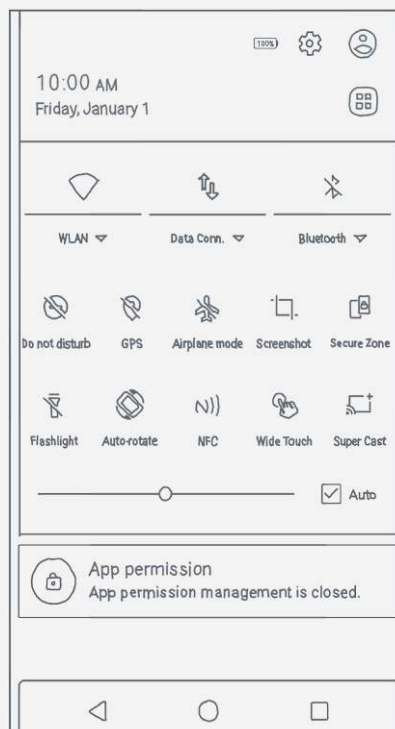 100%
10:00 AM
Friday, January 1
WLAN Data Conn. Bluetooth
Do not disturb GPS Airplane mode Screenshot Secure Zone
Flashlight Auto-rotate NFC Wide Touch Super Cast
Auto
App permission
App permission management is closed.